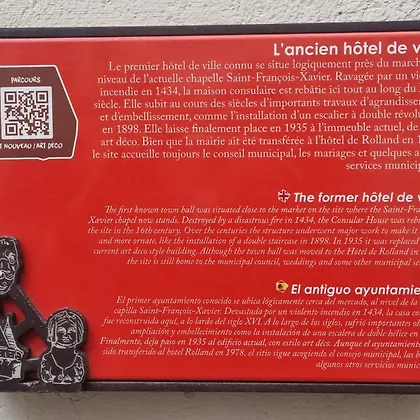 PARCOURS
NOUVEAU / ART DÉCO
L'ancien hôtel de v
Le premier hôtel de ville connu se situe logiquement près du march
niveau de l'actuelle chapelle Saint-François-Xavier. Ravagée par un vi
incendie en 1434, la maison consulaire est rebâtie ici tout au long du
siècle. Elle subit au cours des siècles d'importants travaux d'agrandisse
et d'embellissement, comme l'installation d'un escalier à double révolut
en 1898. Elle laisse finalement place en 1935 à l'immeuble actuel, de
art déco. Bien que la mairie ait été transférée à l'hôtel de Rolland en 1
le site accueille toujours le conseil municipal, les mariages et quelques a
services municip
The former hôtel de v
The first known town hall was situated close to the market on the site where the Saint-F
Xavier chapel now stands. Destroyed by a disastrous fire in 1434, the Consular House was reb
the site in the 16th century. Over the centuries the structure underwent major work to make it
and more ornate, like the installation of a double staircase in 1898. In 1935 it was replaced
current art deco style building. Although the town hall was moved to the Hôtel de Rolland in
the site is still home to the municipal council, weddings and some other municipal
El antiguo ayuntamie
El primer ayuntamiento conocido se ubica lógicamente cerca del mercado, al nivel de la
capilla Saint-François-Xavier. Devastada por un violento incendio en 1434, la casa co
fue reconstruida aquí, a lo lardo del siglo XVI. A lo largo de los siglos, sufrió importantes
ampliación y embellecimiento como la instalación de una escalera de doble hélice en
Finalmente, deja paso en 1935 al edificio actual, con estilo art déco. Aunque el ayuntamien
sido transferido al hotel Rolland en 1978, el sitio sigue acogiendo el consejo municipal, las b
algunos otros servicios muni